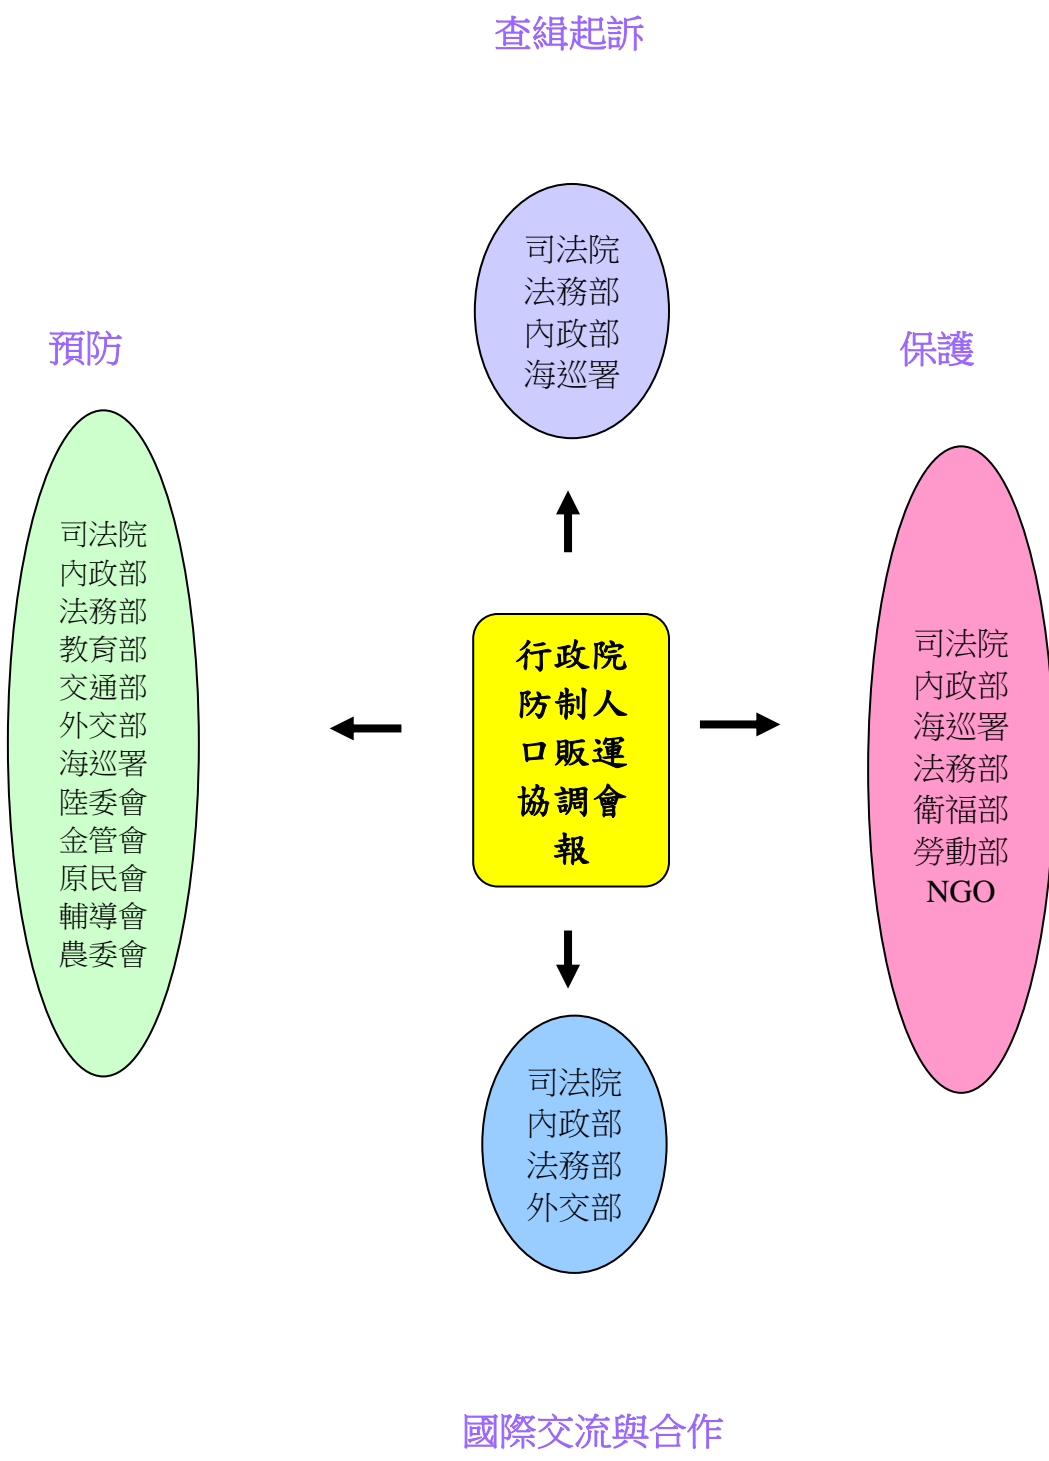 查緝起訴
司法院
法務部
內政部
海巡署
預防
司法院
內政部
法務部
教育部
交通部
外交部
海巡署
陸委會
金管會
原民會
輔導會
農委會
行政院
防制人
口販運
協調會
報
保護
司法院
內政部
海巡署
法務部
衛福部
勞動部
NGO
司法院
內政部
法務部
外交部
國際交流與合作